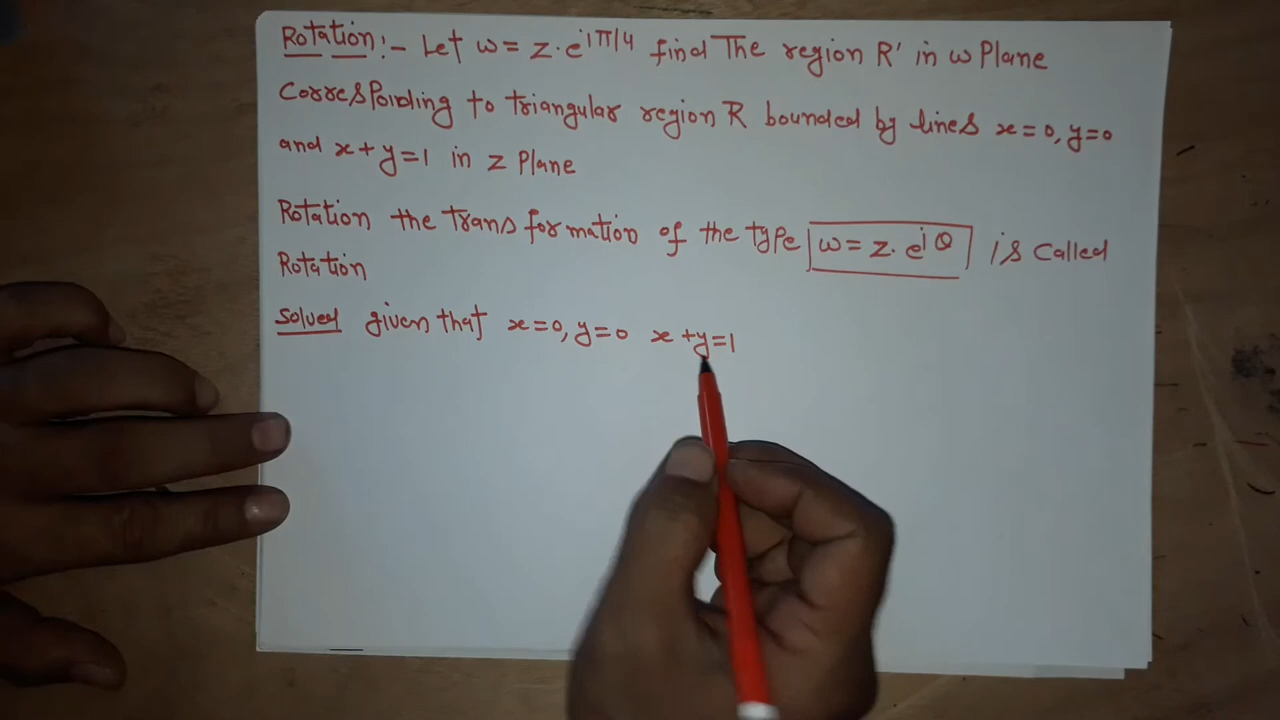 Rotation:- Let w = z·e^iπ/4 find The region R' in w Plane
Corresponding to triangular region R bounded by lines x=0, y=0
and x+y=1 in z Plane
Rotation the transformation of the type w = z·e^iθ is called
Rotation
Solved given that x=0, y=0 x+y=1